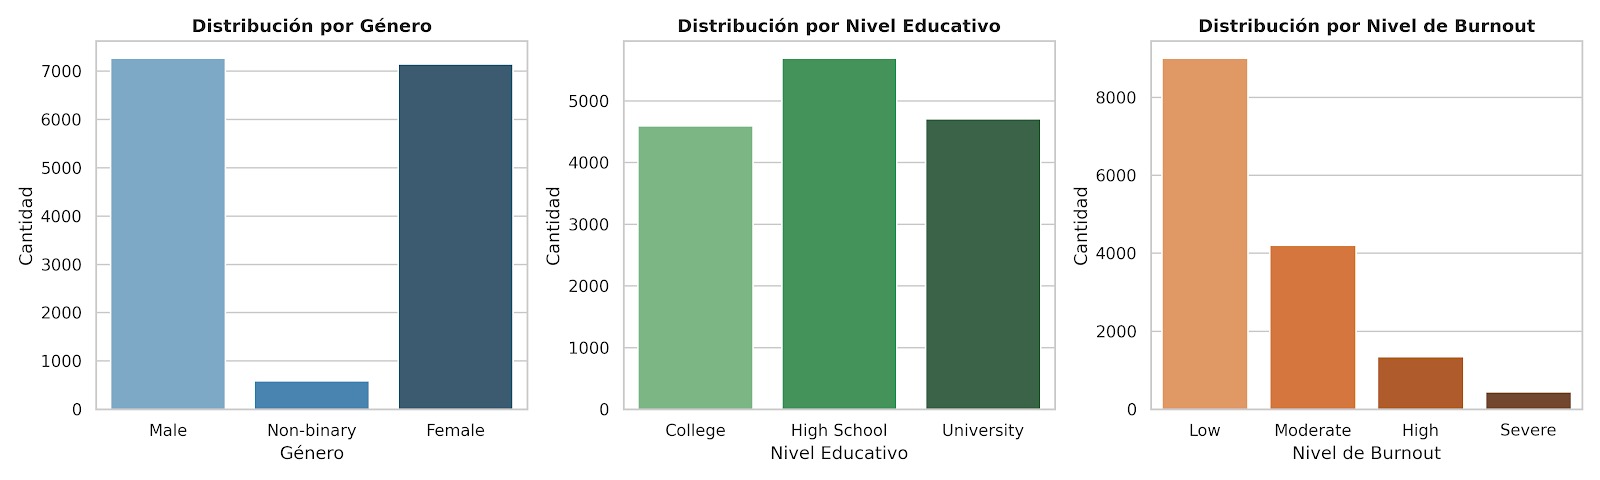 Distribución por Género
Cantidad
7000
6000
5000
4000
3000
2000
1000
0
Male
Non-binary
Female
Género
Distribución por Nivel Educativo
Cantidad
5000
4000
3000
2000
1000
0
College
High School
University
Nivel Educativo
Distribución por Nivel de Burnout
Cantidad
8000
6000
4000
2000
0
Low
Moderate
High
Severe
Nivel de Burnout